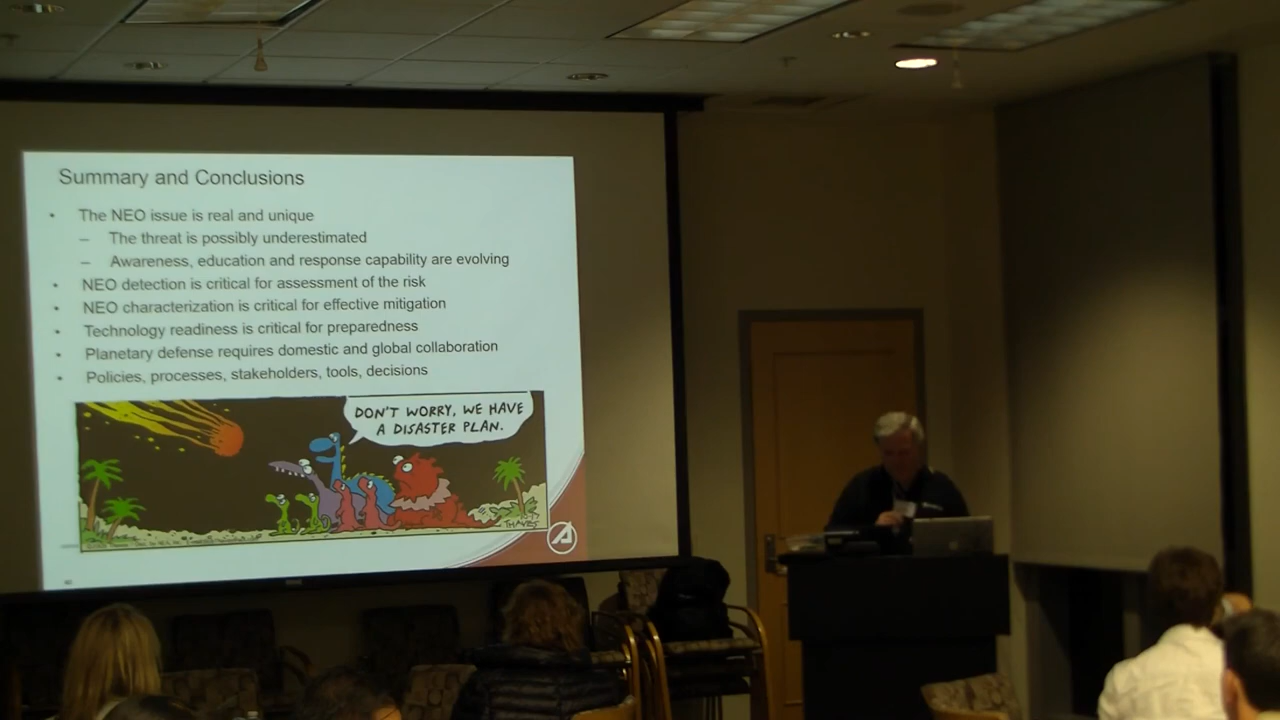 Summary and Conclusions
• The NEO issue is real and unique
– The threat is possibly underestimated
– Awareness, education and response capability are evolving
• NEO detection is critical for assessment of the risk
• NEO characterization is critical for effective mitigation
• Technology readiness is critical for preparedness
• Planetary defense requires domestic and global collaboration
• Policies, processes, stakeholders, tools, decisions
DON'T WORRY, WE HAVE
A DISASTER PLAN.
THAVES